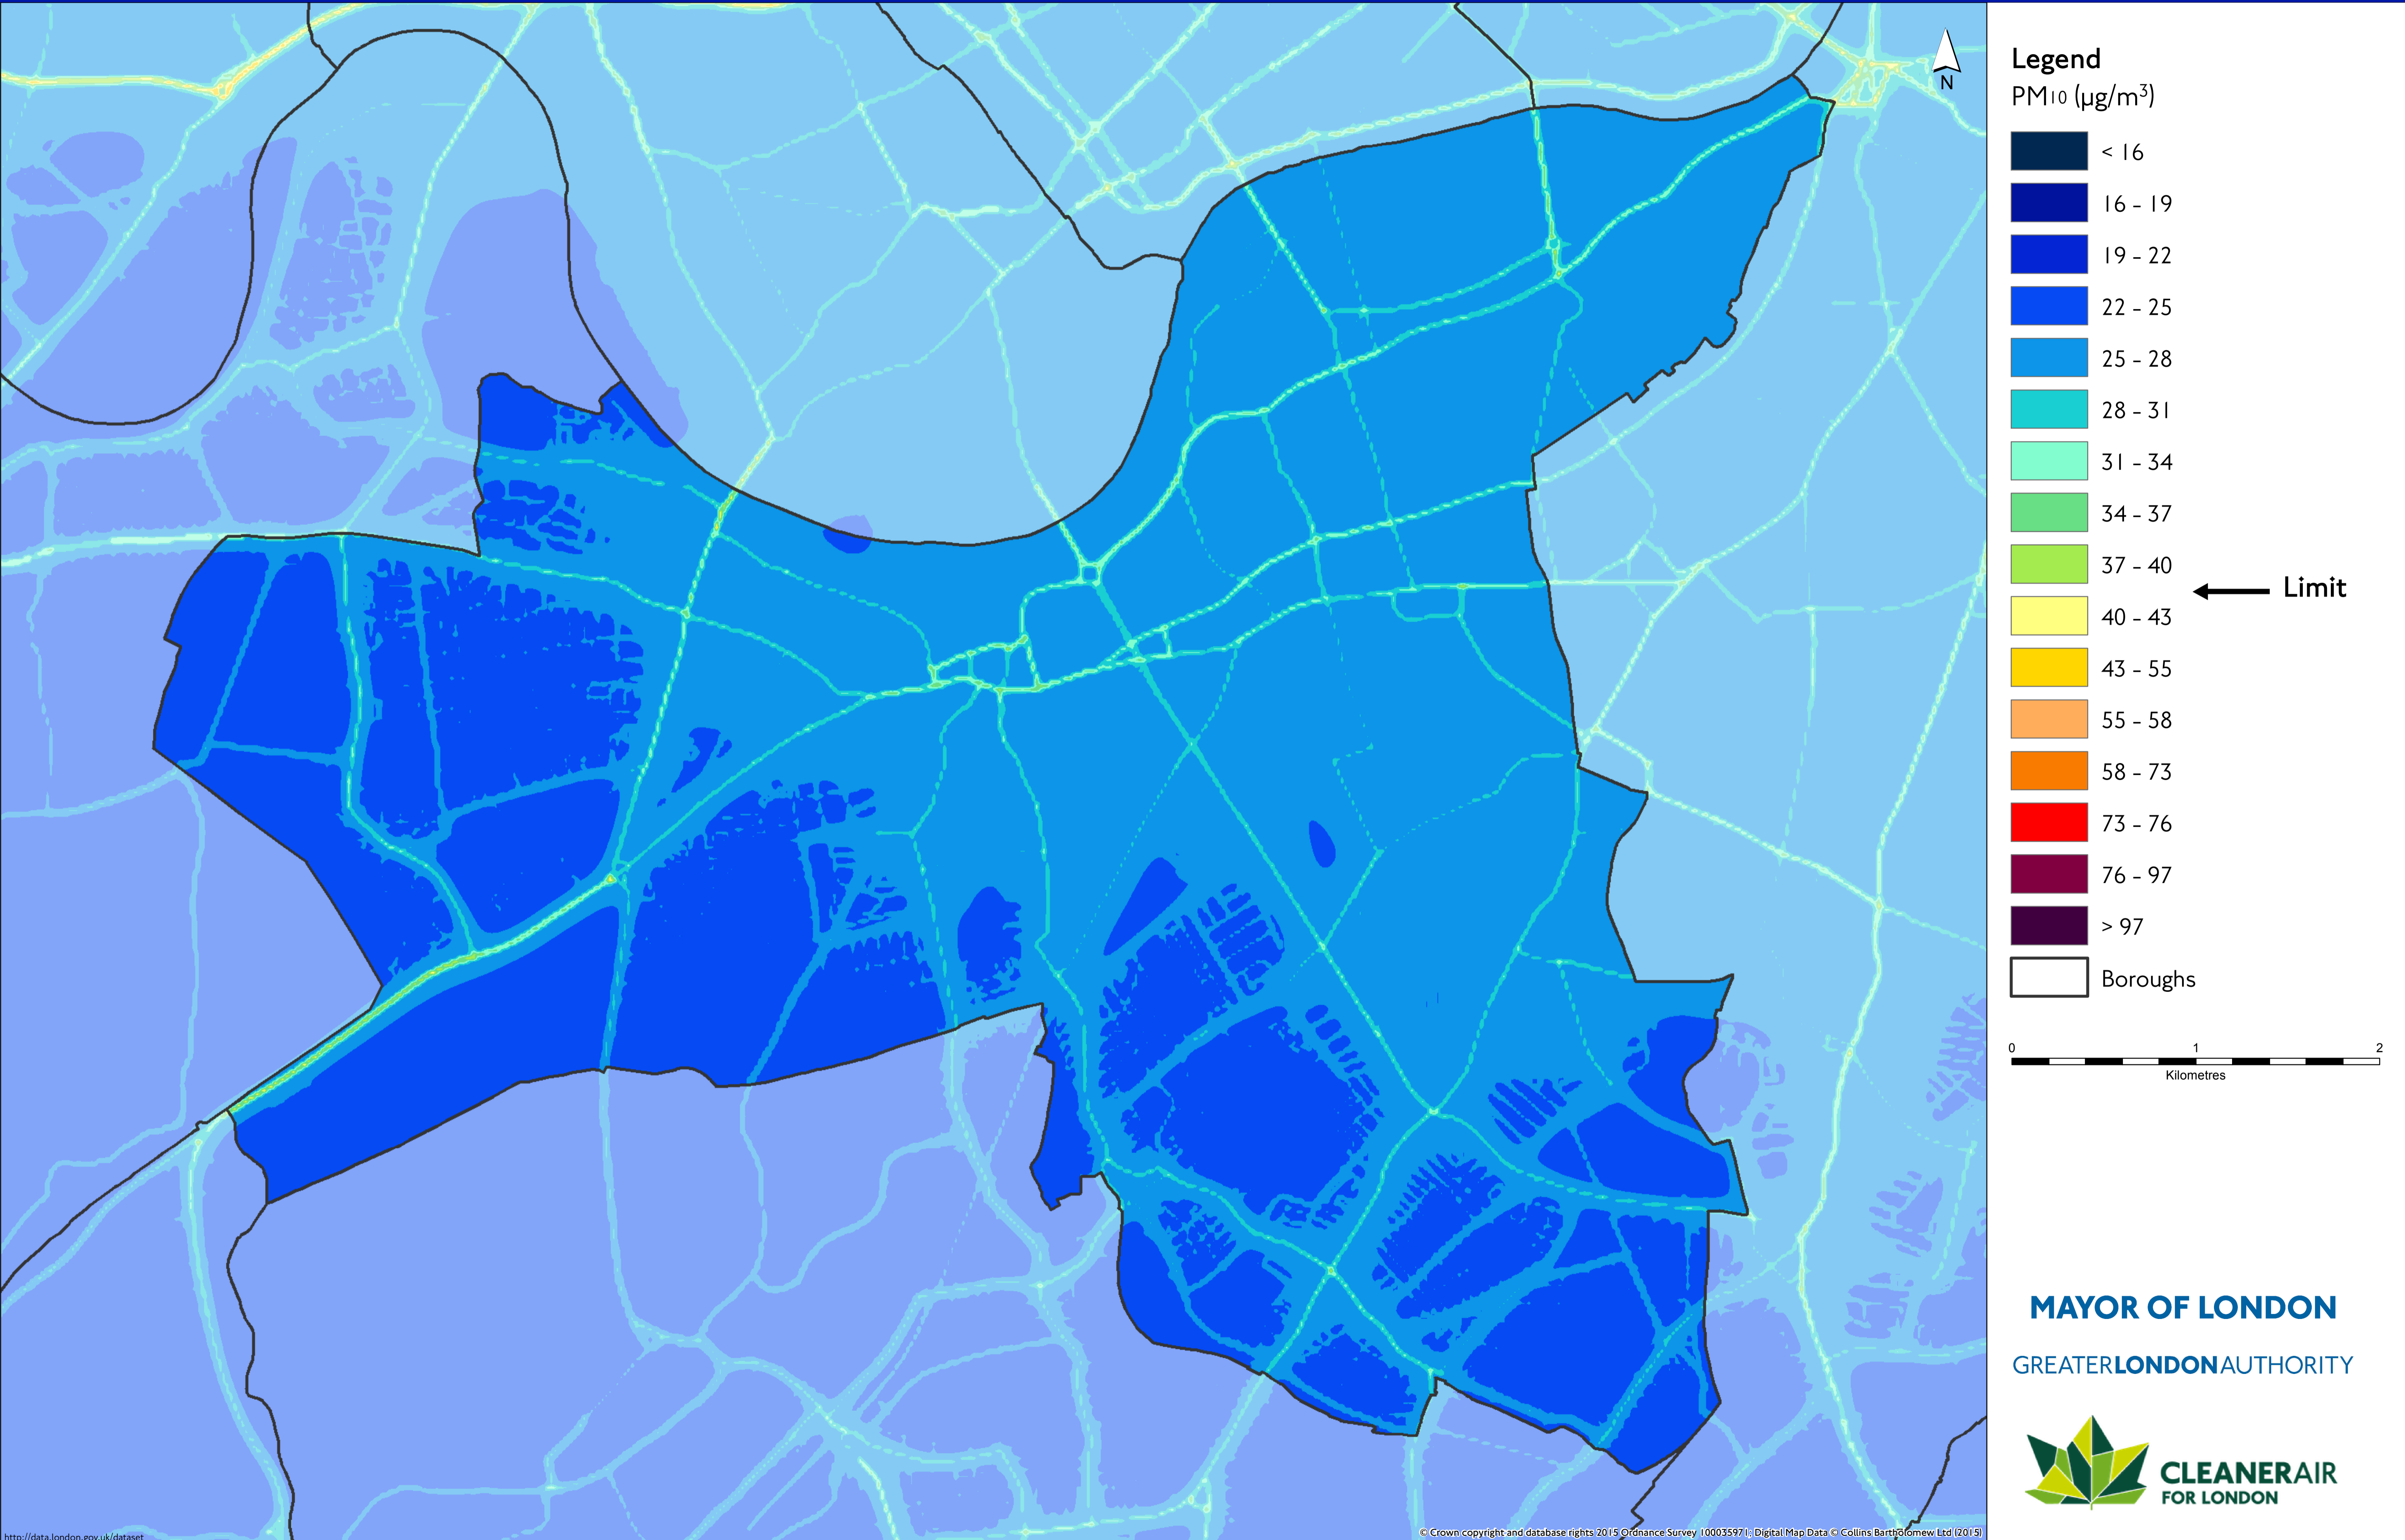 N
Legend
PM10 (µg/m3)
< 16
16 - 19
19 - 22
22 - 25
25 - 28
28 - 31
31 - 34
34 - 37
37 - 40
Limit
40 - 43
43 - 55
55 - 58
58 - 73
73 - 76
76 - 97
> 97
Boroughs
0 1 2
Kilometres
MAYOR OF LONDON
GREATERLONDONAUTHORITY
CLEANERAIR
FOR LONDON
http://data.london.gov.uk/dataset
© Crown copyright and database rights 2015 Ordnance Survey 100035971; Digital Map Data © Collins Bartholomew Ltd (2015)